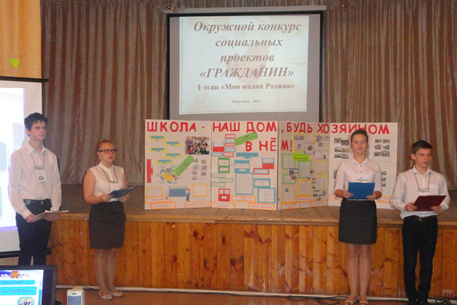 Окружной конкурс
социальных
проектов
«ГРАЖДАНИН»
1 этап «Моя малая Родина»
ШКОЛА - НАШ ДОМ, БУДЬ ХОЗЯИНОМ
В НЁМ!